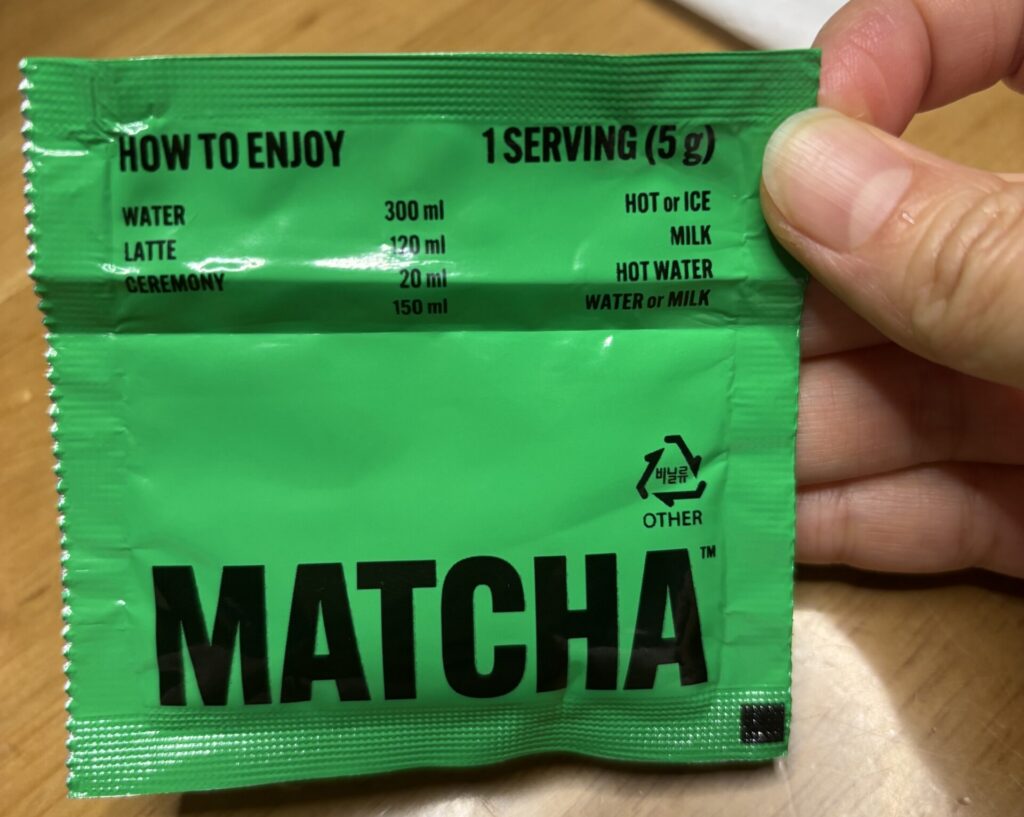 HOW TO ENJOY 1 SERVING (5 g)
WATER 300 ml HOT or ICE
LATTE 120 ml MILK
CEREMONY 20 ml HOT WATER
150 ml WATER or MILK
비닐류
OTHER
MATCHA™